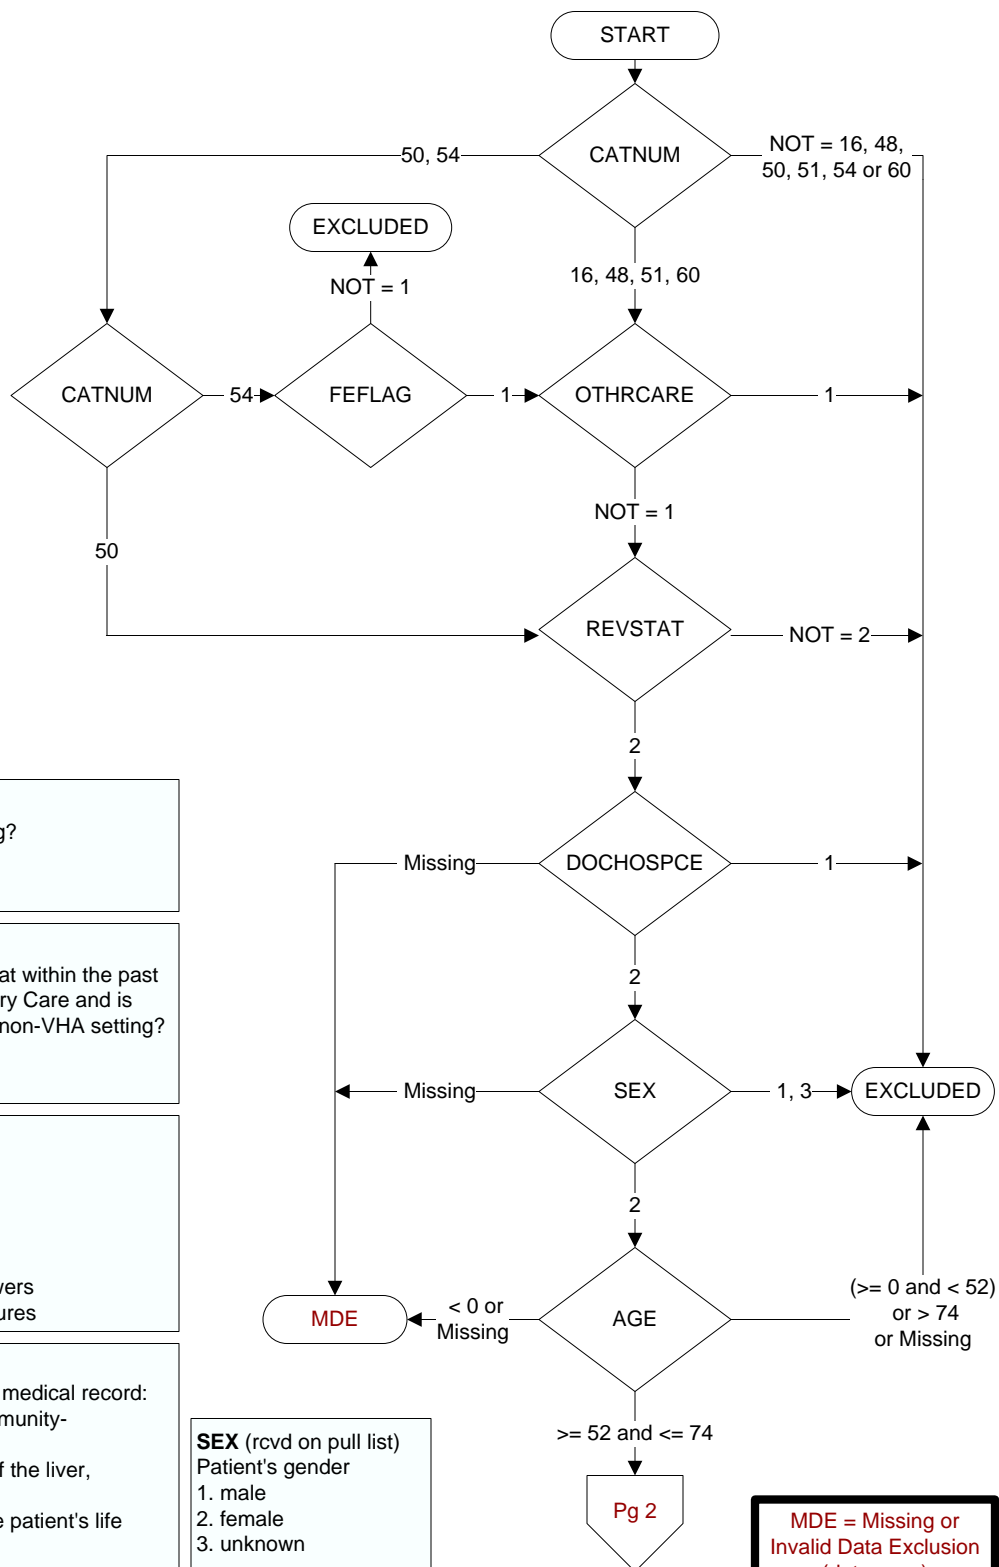 START
CATNUM
50, 54
NOT = 16, 48,
50, 51, 54 or 60
EXCLUDED
NOT = 1
16, 48, 51, 60
CATNUM
54
FEFLAG
1
OTHRCARE
1
NOT = 1
50
REVSTAT
NOT = 2
2
g?
Missing
DOCHOSPCE
1
at within the past
ry Care and is
non-VHA setting?
2
Missing
SEX
1, 3
EXCLUDED
2
vers
ures
MDE
< 0 or
Missing
AGE
(>= 0 and < 52)
or > 74
or Missing
medical record:
munity-
f the liver,
e patient's life
SEX (rcvd on pull list)
Patient's gender
1. male
2. female
3. unknown
>= 52 and <= 74
Pg 2
MDE = Missing or
Invalid Data Exclusion